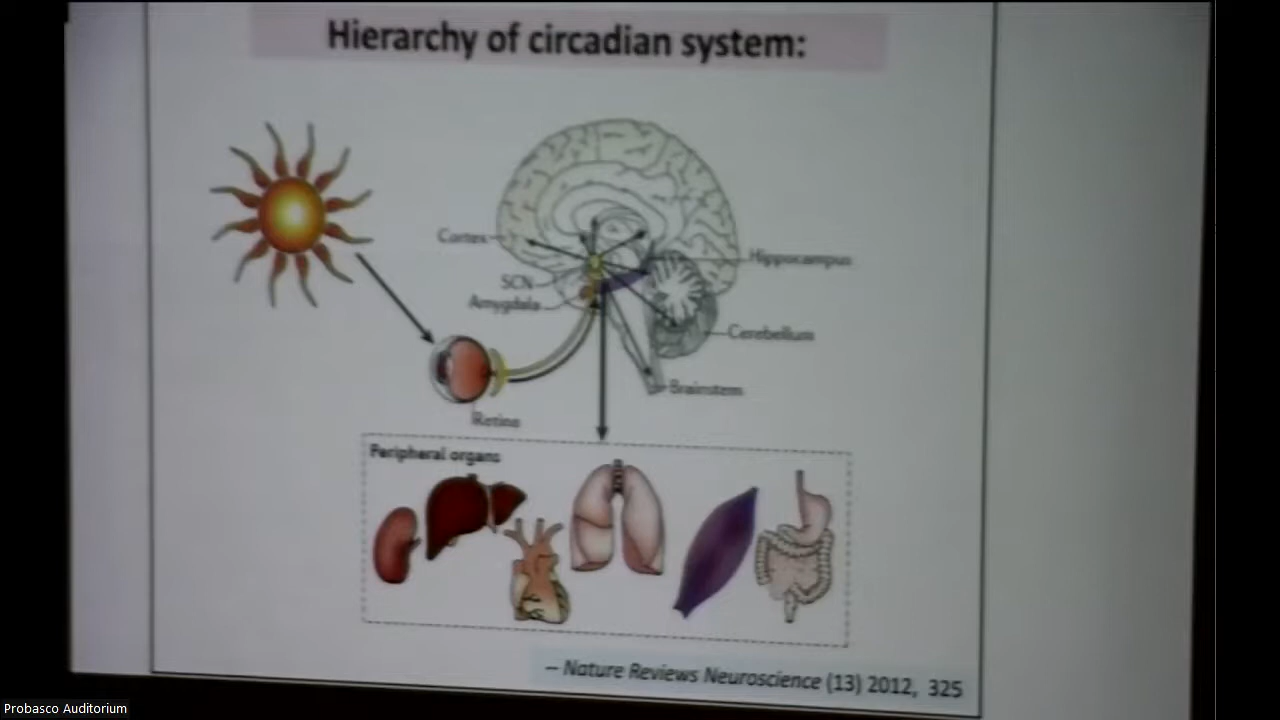 Hierarchy of circadian system:
Cortex
SCN
Amygdala
Hippocampus
Cerebellum
Brainstem
Retina
Peripheral organs
– Nature Reviews Neuroscience (13) 2012, 325
Probasco Auditorium